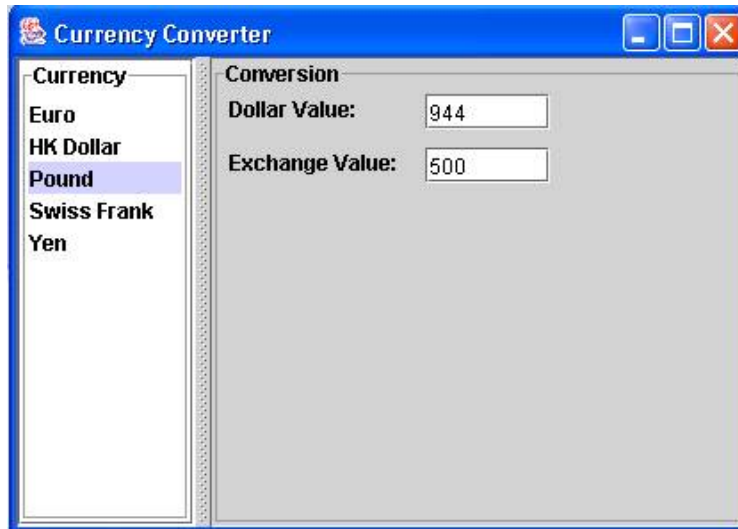 Currency Converter
Currency
Euro
HK Dollar
Pound
Swiss Frank
Yen
Conversion
Dollar Value: 944
Exchange Value: 500